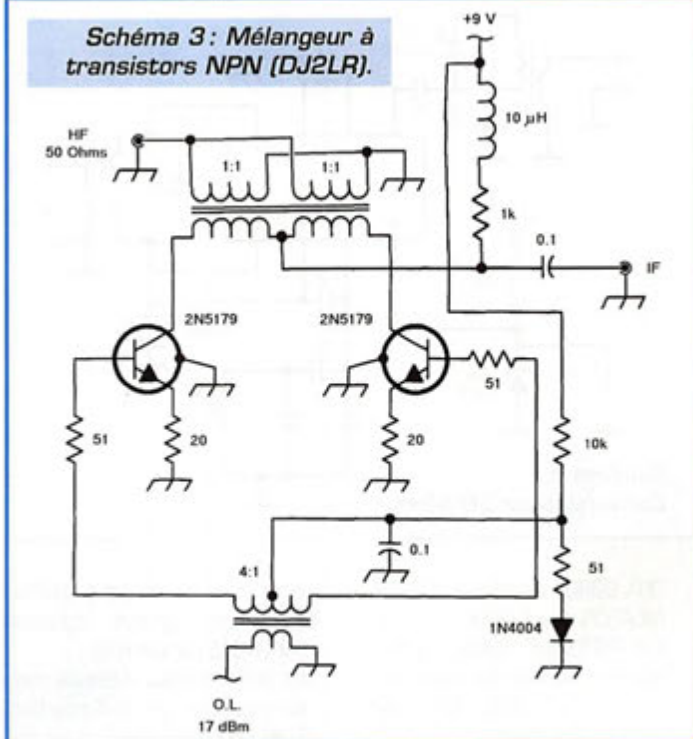 Schéma 3 : Mélangeur à
transistors NPN (DJ2LR).
+9 V
10 µH
HF
50 Ohms
1:1
1:1
1k
0.1
IF
2N5179
2N5179
51
51
20
20
10k
0.1
51
4:1
1N4004
O.L.
17 dBm